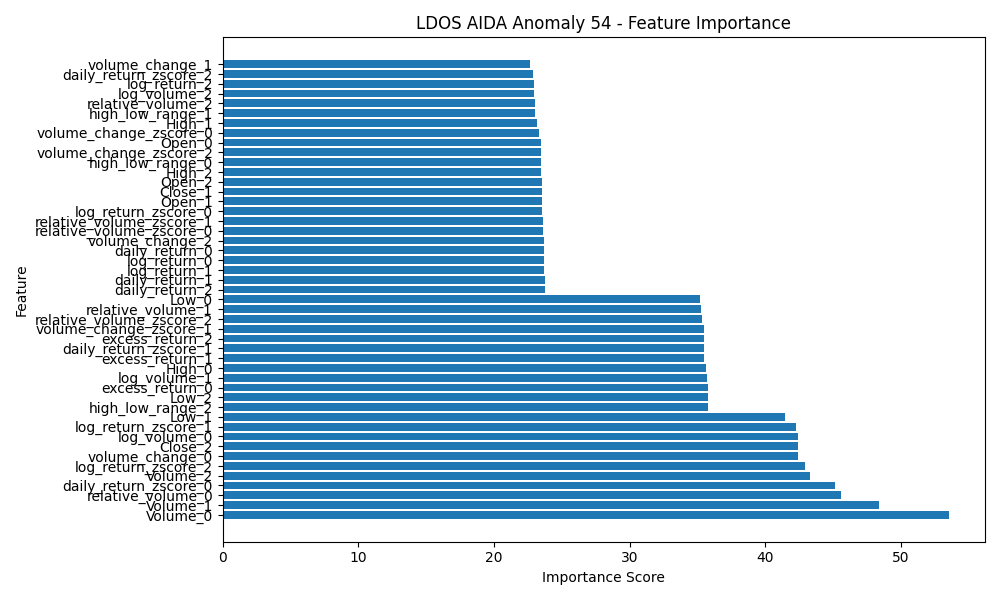 LDOS AIDA Anomaly 54 - Feature Importance
volume_change_1
daily_return_zscore_2
log_return_2
log_volume_2
relative_volume_2
high_low_range_1
High_1
volume_change_zscore_0
Open_0
volume_change_zscore_2
high_low_range_0
High_2
Open_2
Close_1
Open_1
log_return_zscore_0
relative_volume_zscore_1
relative_volume_zscore_0
volume_change_2
daily_return_0
log_return_0
log_return_1
daily_return_1
daily_return_2
Low_0
relative_volume_1
relative_volume_zscore_2
volume_change_zscore_1
excess_return_2
daily_return_zscore_1
excess_return_1
High_0
log_volume_1
excess_return_0
Low_2
high_low_range_2
Low_1
log_return_zscore_1
log_volume_0
Close_2
volume_change_0
log_return_zscore_2
Volume_2
daily_return_zscore_0
relative_volume_0
Volume_1
Volume_0
Feature
0 10 20 30 40 50
Importance Score